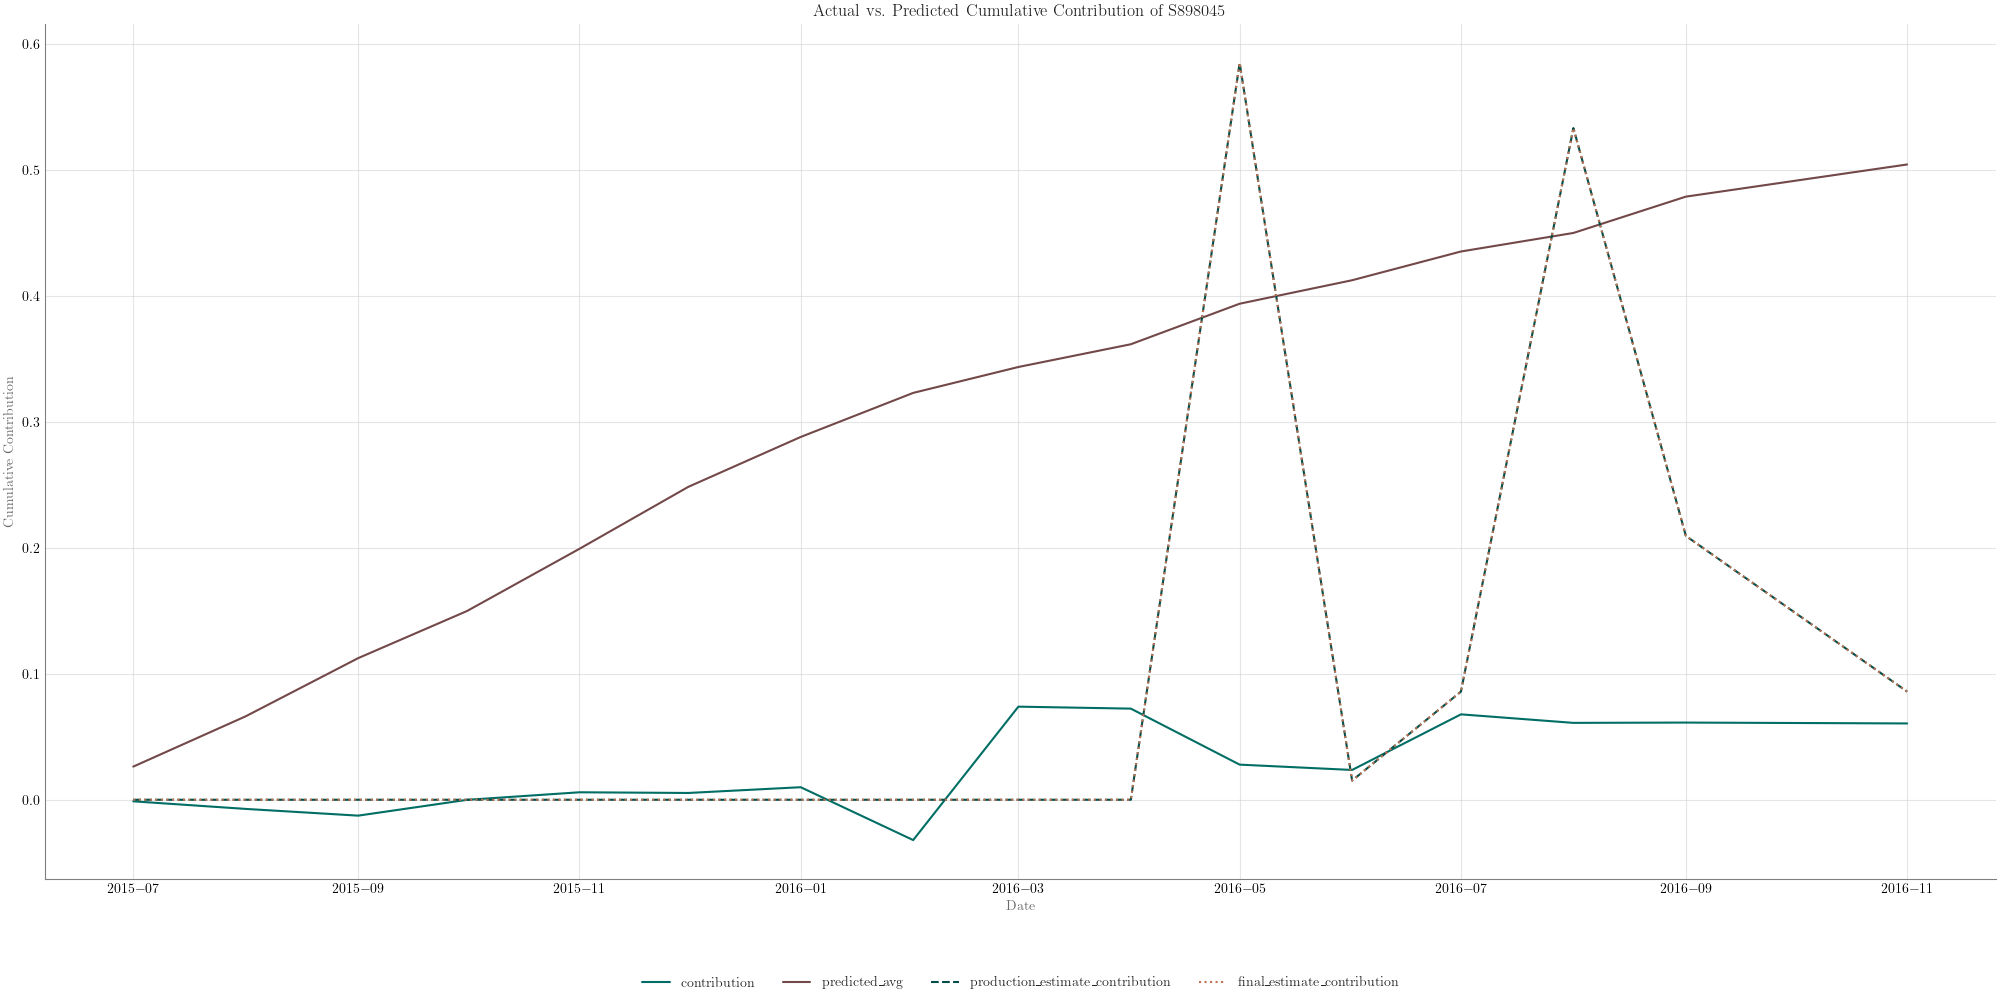 Actual vs. Predicted Cumulative Contribution of S898045
0.6
0.5
0.4
0.3
0.2
0.1
0.0
Cumulative Contribution
2015−07 2015−09 2015−11 2016−01 2016−03 2016−05 2016−07 2016−09 2016−11
Date
contribution predicted_avg production_estimate_contribution final_estimate_contribution